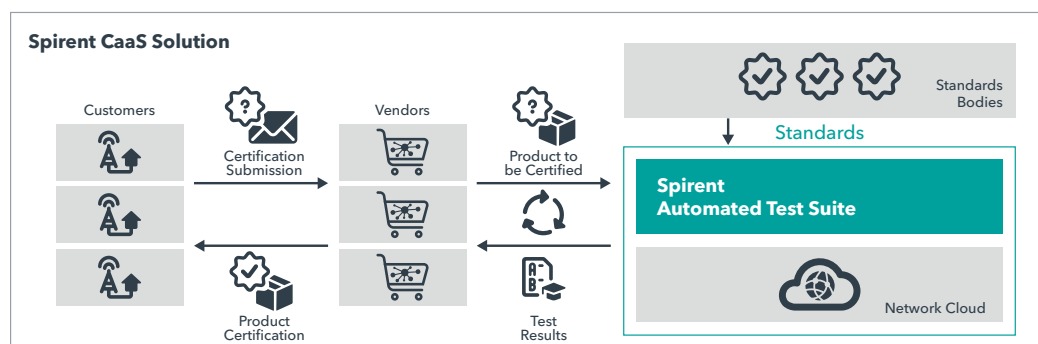 Spirent CaaS Solution
Customers
Certification
Submission
Vendors
Product to
be Certified
Standards
Bodies
Standards
Spirent
Automated Test Suite
Network Cloud
Product
Certification
A
B
Test
Results